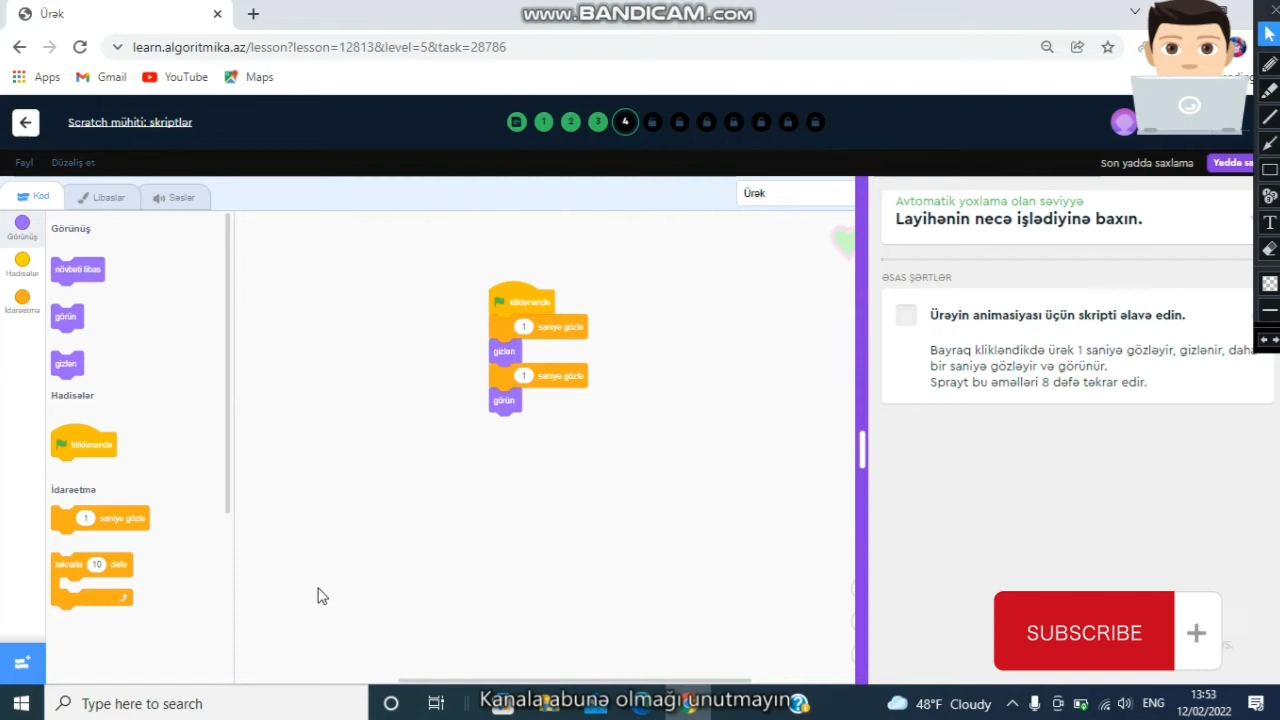 Ürək
www.BANDICAM.com
learn.algoritmika.az/lesson?lesson=12813&level=5&task=28786
Apps
Gmail
YouTube
Maps
Scratch mühiti: skriptlər
1
2
3
4
Fayl
Düzəliş et
Son yadda saxlama
Yadda sa
Kod
Libaslar
Səslər
Ürək
Avtomatik yoxlama olan səviyyə
Layihənin necə işlədiyinə baxın.
Görünüş
Hadisələr
İdarəetmə
Görünüş
növbəti libas
görün
gizlən
Hadisələr
kliklənəndə
İdarəetmə
1 saniyə gözlə
təkrarla 10 dəfə
kliklənəndə
1 saniyə gözlə
gizlən
1 saniyə gözlə
görün
ƏSAS ŞƏRTLƏR
Ürəyin animasiyası üçün skripti əlavə edin.
Bayraq klikləndikdə ürək 1 saniyə gözləyir, gizlənir, daha
bir saniyə gözləyir və görünür.
Sprayt bu əməlləri 8 dəfə təkrar edir.
SUBSCRIBE
Kanala abunə olmağı unutmayın
Type here to search
48°F Cloudy
ENG
13:53
12/02/2022